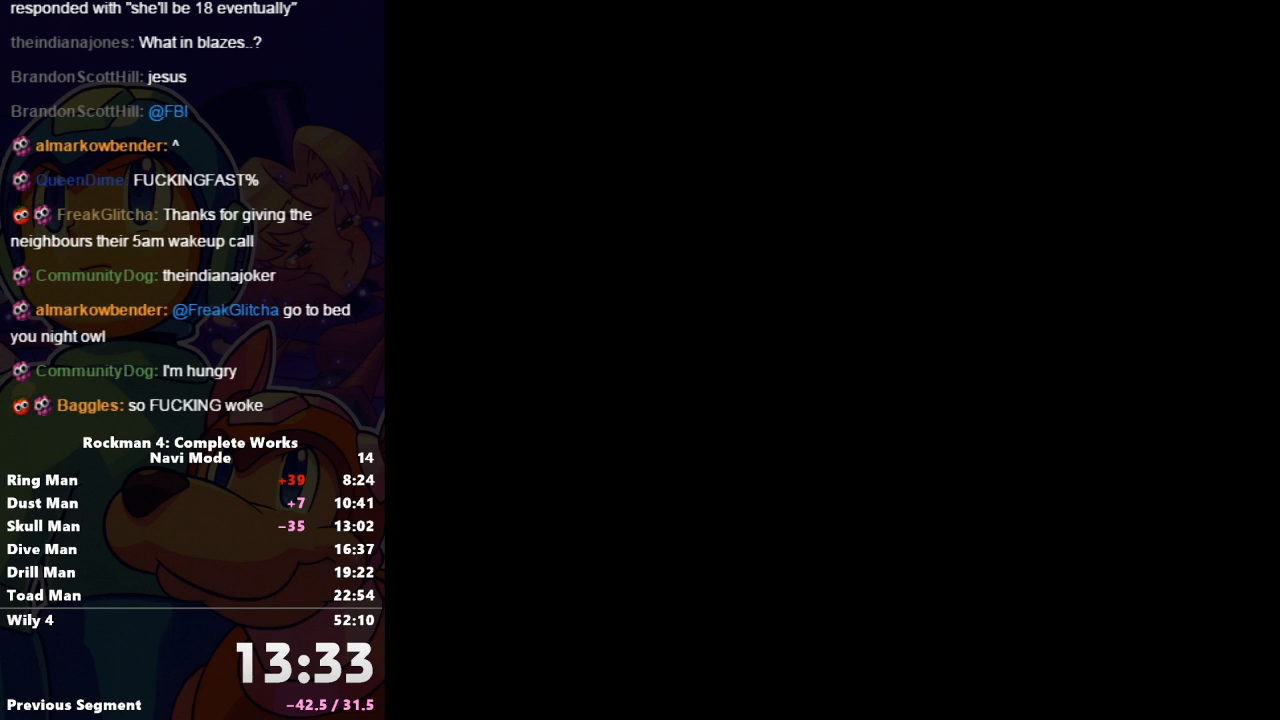 responded with "she'll be 18 eventually"
theindianajones: What in blazes..?
BrandonScottHill: jesus
BrandonScottHill: @FBI
almarkowbender: ^
QueenDime: FUCKINGFAST%
FreakGlitcha: Thanks for giving the
neighbours their 5am wakeup call
CommunityDog: theindianajoker
almarkowbender: @FreakGlitcha go to bed
you night owl
CommunityDog: I'm hungry
Baggles: so FUCKING woke
Rockman 4: Complete Works
Navi Mode 14
Ring Man +39 8:24
Dust Man +7 10:41
Skull Man −35 13:02
Dive Man 16:37
Drill Man 19:22
Toad Man 22:54
Wily 4 52:10
13:33
Previous Segment −42.5 / 31.5